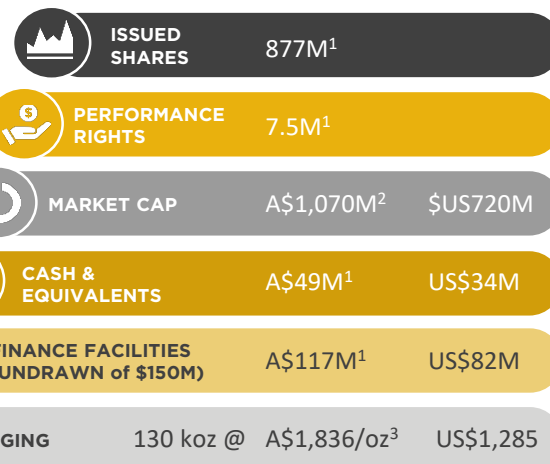 ISSUED
SHARES 877M¹
PERFORMANCE
RIGHTS 7.5M¹
MARKET CAP A$1,070M² $US720M
CASH &
EQUIVALENTS A$49M¹ US$34M
FINANCE FACILITIES
UNDRAWN of $150M) A$117M¹ US$82M
GING 130 koz @ A$1,836/oz³ US$1,285